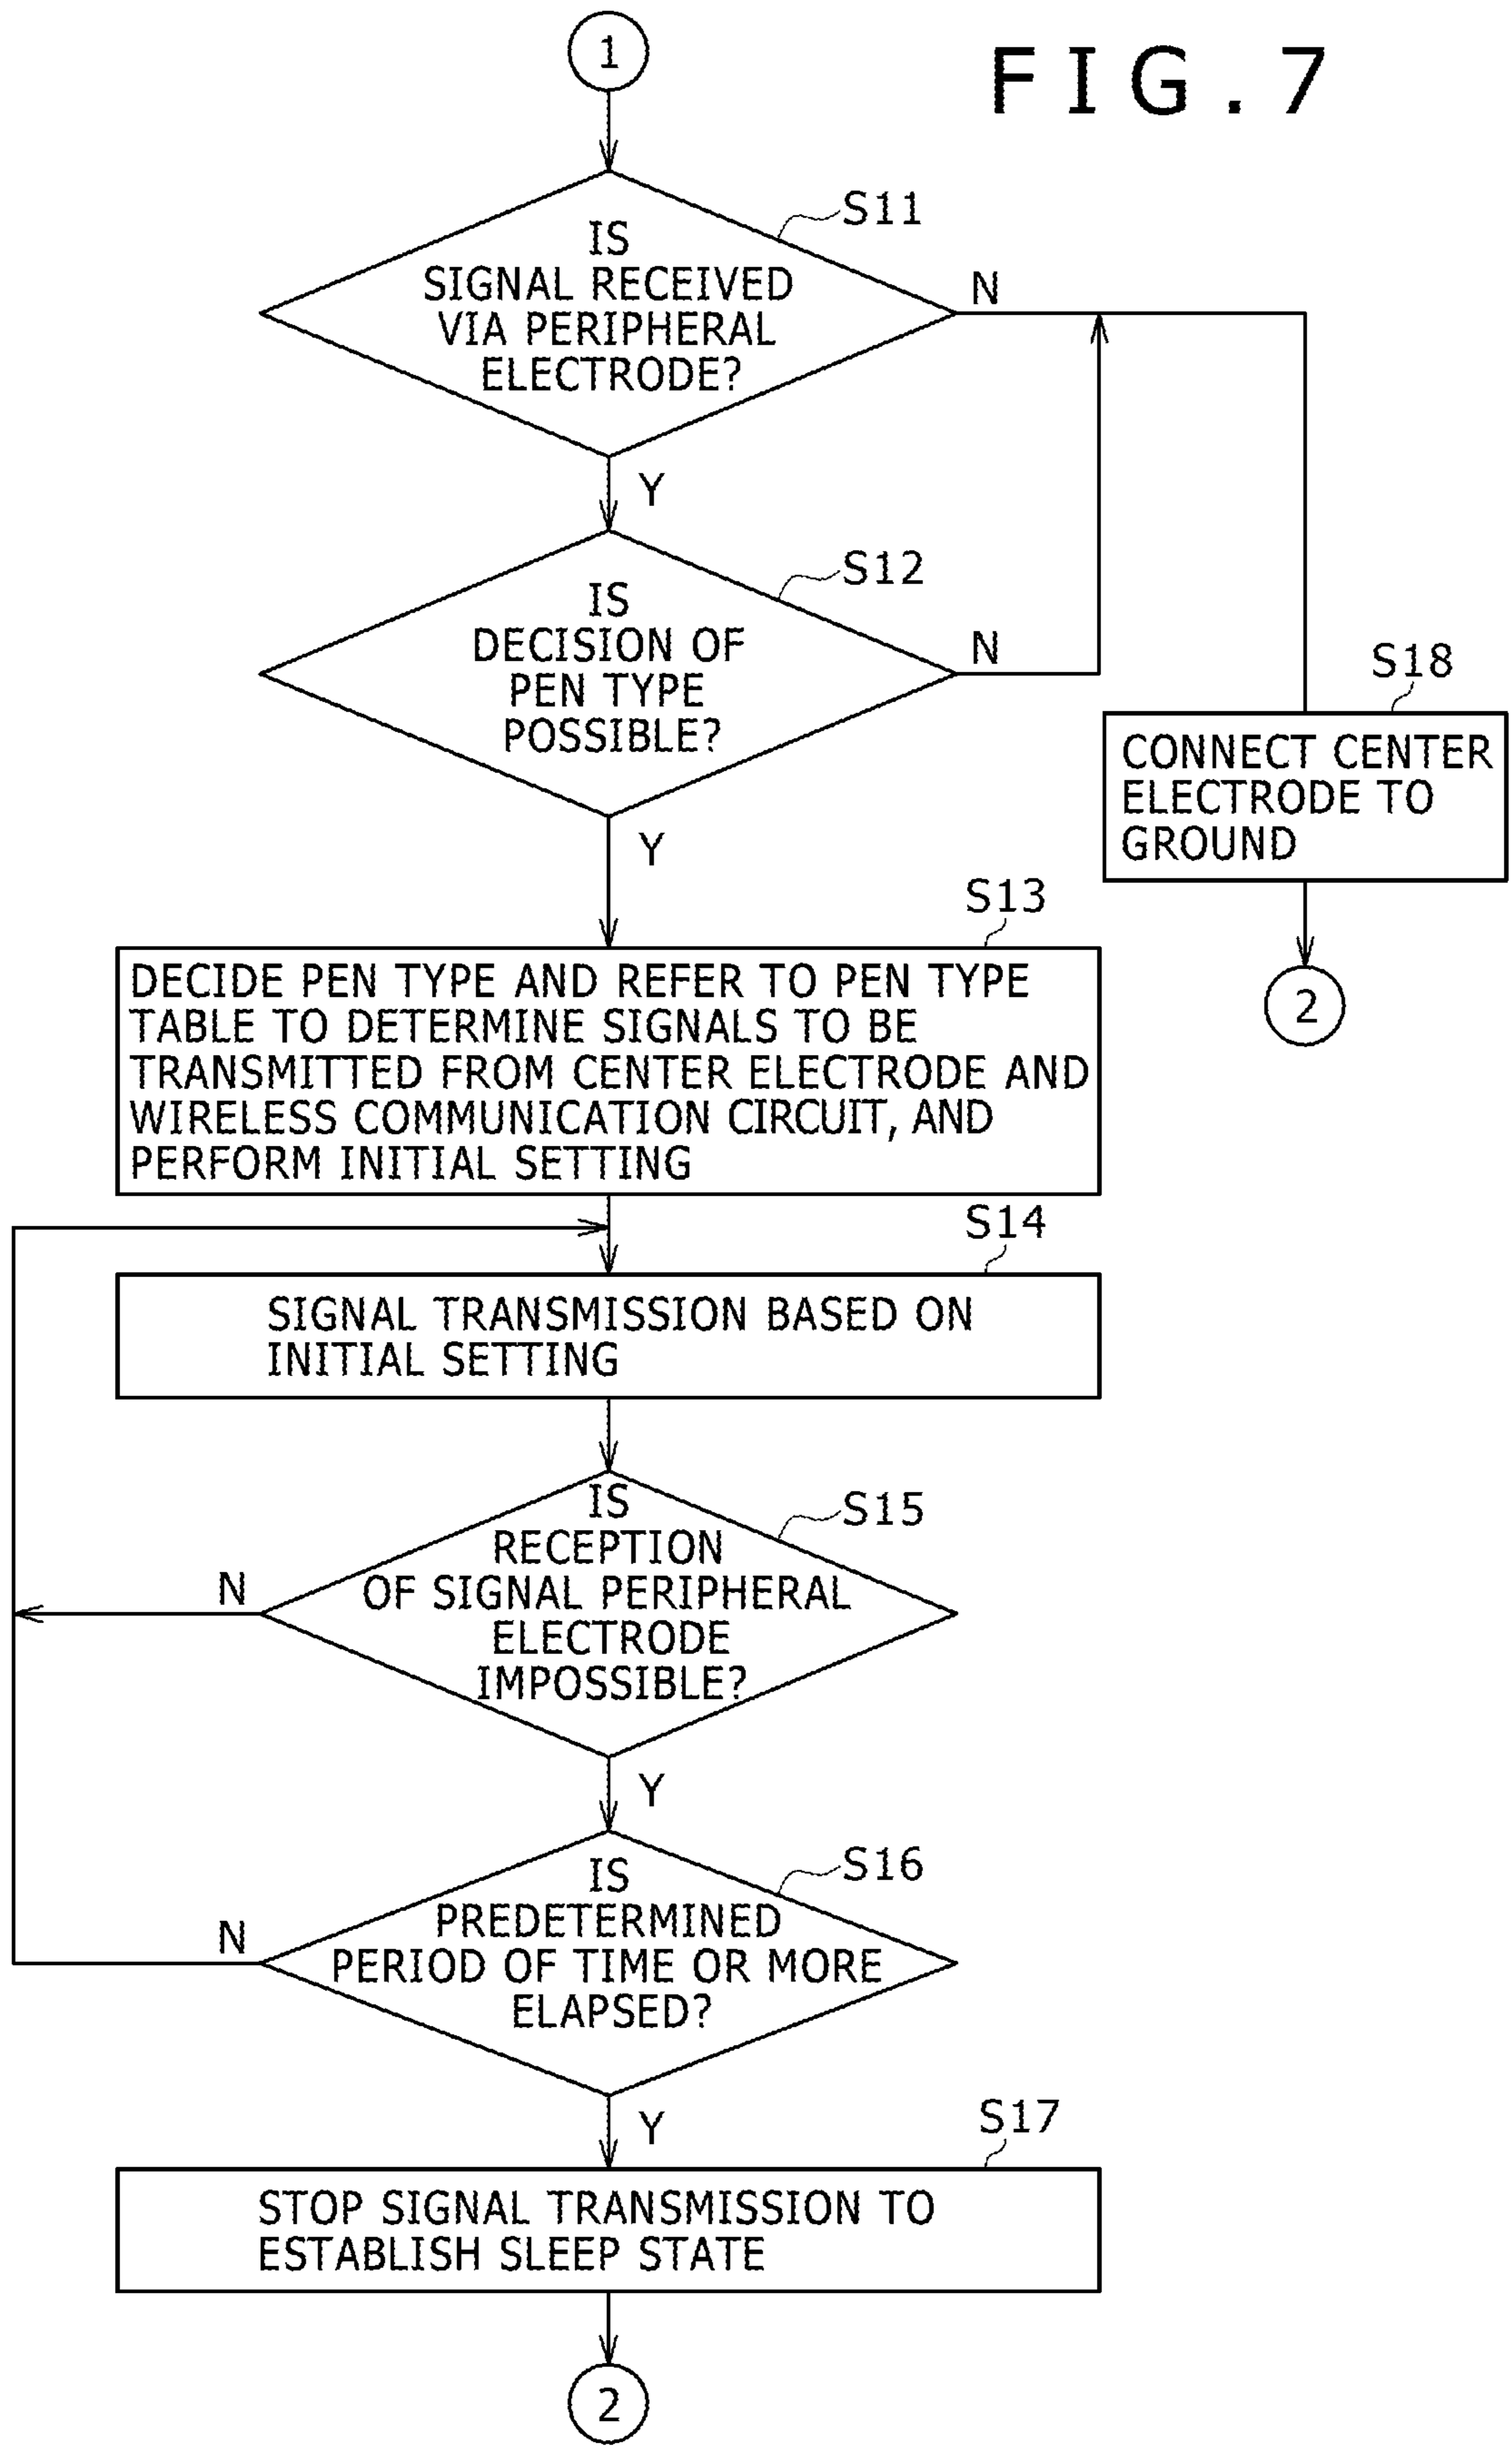 1
FIG.7
S11
IS
SIGNAL RECEIVED
VIA PERIPHERAL
ELECTRODE?
N
Y
S12
IS
DECISION OF
PEN TYPE
POSSIBLE?
N
Y
S18
CONNECT CENTER
ELECTRODE TO
GROUND
2
S13
DECIDE PEN TYPE AND REFER TO PEN TYPE
TABLE TO DETERMINE SIGNALS TO BE
TRANSMITTED FROM CENTER ELECTRODE AND
WIRELESS COMMUNICATION CIRCUIT, AND
PERFORM INITIAL SETTING
S14
SIGNAL TRANSMISSION BASED ON
INITIAL SETTING
S15
IS
RECEPTION
OF SIGNAL PERIPHERAL
ELECTRODE
IMPOSSIBLE?
N
Y
S16
IS
PREDETERMINED
PERIOD OF TIME OR MORE
ELAPSED?
N
Y
S17
STOP SIGNAL TRANSMISSION TO
ESTABLISH SLEEP STATE
2